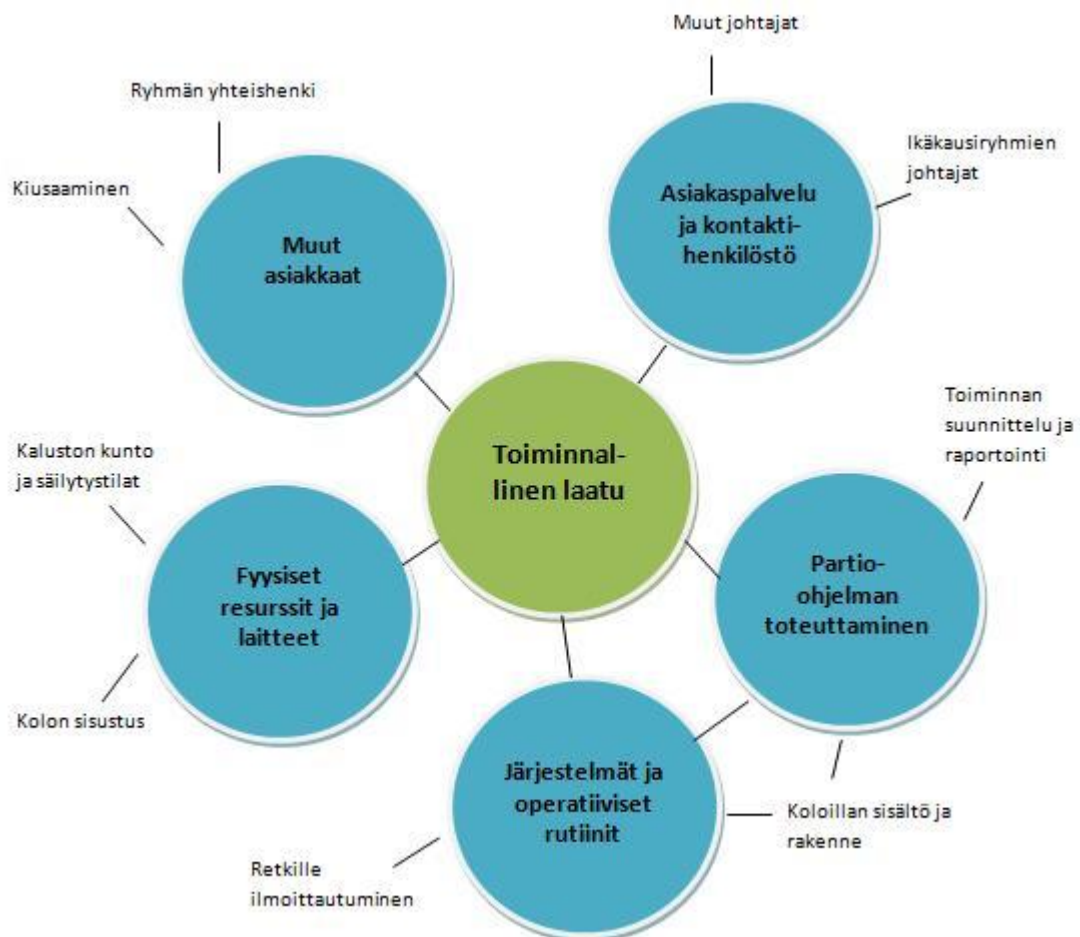 Muut johtajat
Ryhmän yhteishenki
Kiusaaminen
Ikäkausiryhmien
johtajat
Asiakaspalvelu
ja kontakti-
henkilöstö
Muut
asiakkaat
Toiminnan
suunnittelu ja
raportointi
Kaluston kunto
ja säilytystilat
Toiminnal-
linen laatu
Fyysiset
resurssit ja
laitteet
Partio-
ohjelman
toteuttaminen
Kolon sisustus
Järjestelmät ja
operatiiviset
rutiinit
Koloillan sisältö ja
rakenne
Retkille
ilmoittautuminen